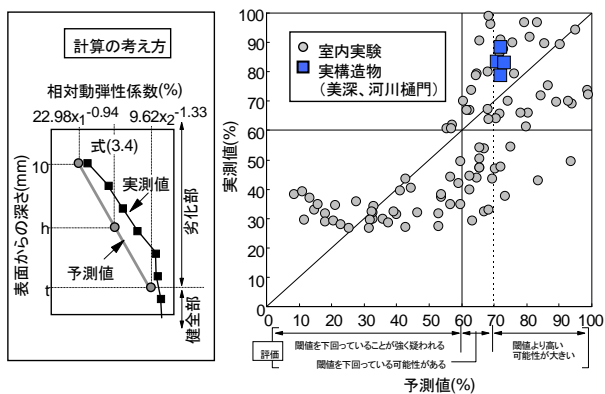 計算の考え方
相対動弾性係数(%)
22.98x1-0.94 9.62x2-1.33
式(3.4)
10
実測値
劣化部
表面からの深さ(mm)
h
予測値
t
健全部
100
90
80
70
60
50
40
30
20
10
0
実測値(%)
室内実験
実構造物
(美深、河川樋門)
0 10 20 30 40 50 60 70 80 90 100
評価
閾値を下回っていることが強く疑われる
閾値を下回っている可能性がある
閾値より高い
可能性が大きい
予測値(%)